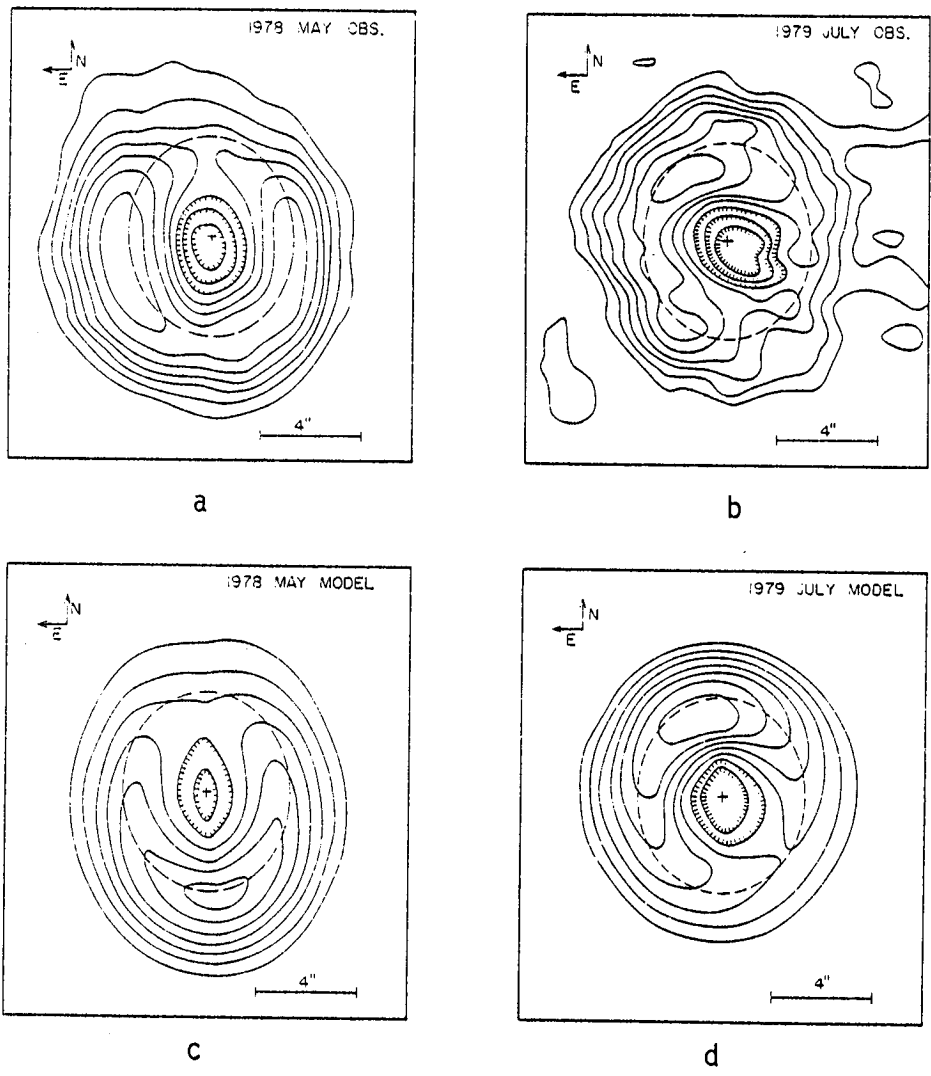 1978 MAY OBS.
N
E
4"
a
1979 JULY OBS.
N
E
4"
b
1978 MAY MODEL
N
E
4"
c
1979 JULY MODEL
N
E
4"
d